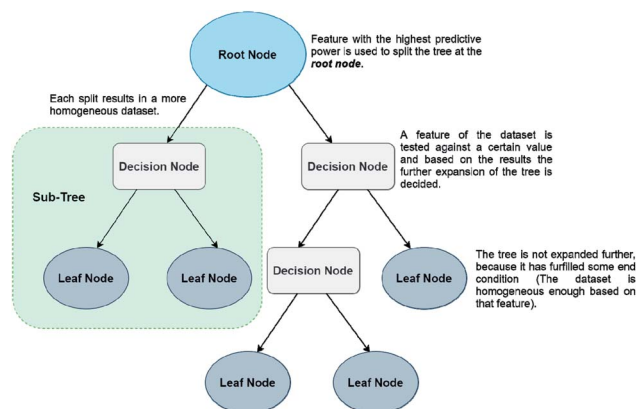 Root Node
Feature with the highest predictive
power is used to split the tree at the
root node.
Each split results in a more
homogeneous dataset.
Decision Node
Decision Node
A feature of the dataset is
tested against a certain value
and based on the results the
further expansion of the tree is
decided.
Sub-Tree
Leaf Node
Leaf Node
Decision Node
Leaf Node
The tree is not expanded further,
because it has furfilled some end
condition (The dataset is
homogeneous enough based on
that feature).
Leaf Node
Leaf Node